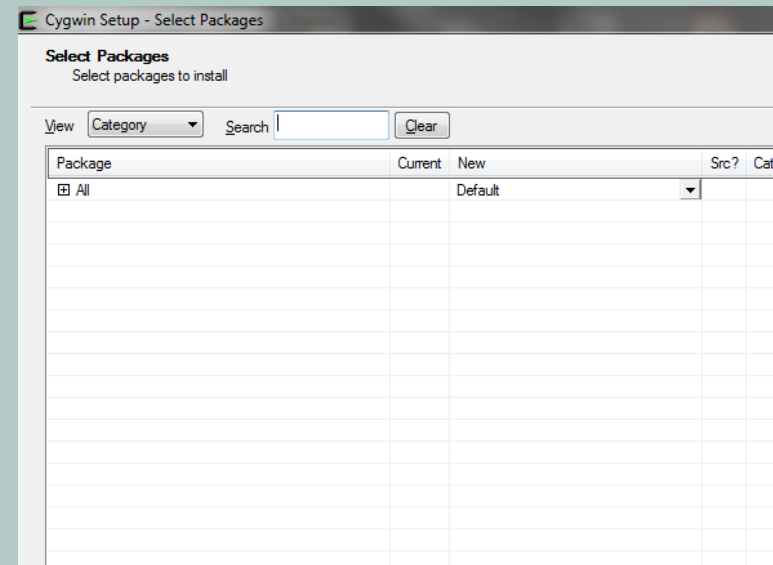 Cygwin Setup - Select Packages
Select Packages
Select packages to install
View Category Search Clear
Package Current New Src? Cat
All Default